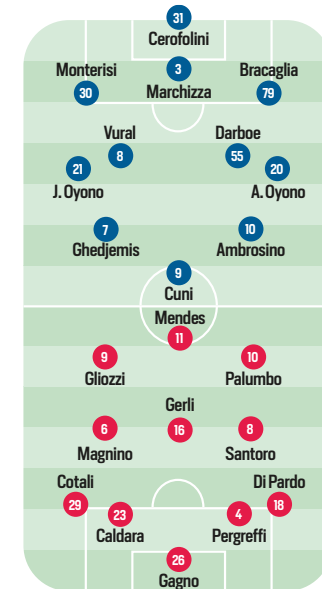 31
Cerofolini
Monterisi 3 Bracaglia
30 Marchizza 79
Vural Darboe
8 55
21 20
J. Oyono A. Oyono
7 10
Ghedjemis Ambrosino
9
Cuni
Mendes
11
9 10
Gliozzi Palumbo
Gerli
6 16 8
Magnino Santoro
Cotali Di Pardo
29 23 4 18
Caldara Pergreffi
26
Gagno